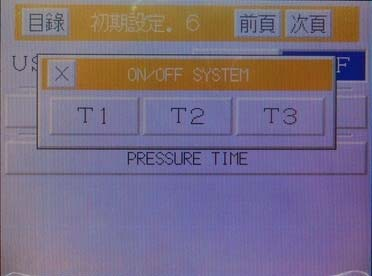 目錄 初期設定. 6 前頁 次頁
US F
× ON/OFF SYSTEM
T1 T2 T3
PRESSURE TIME